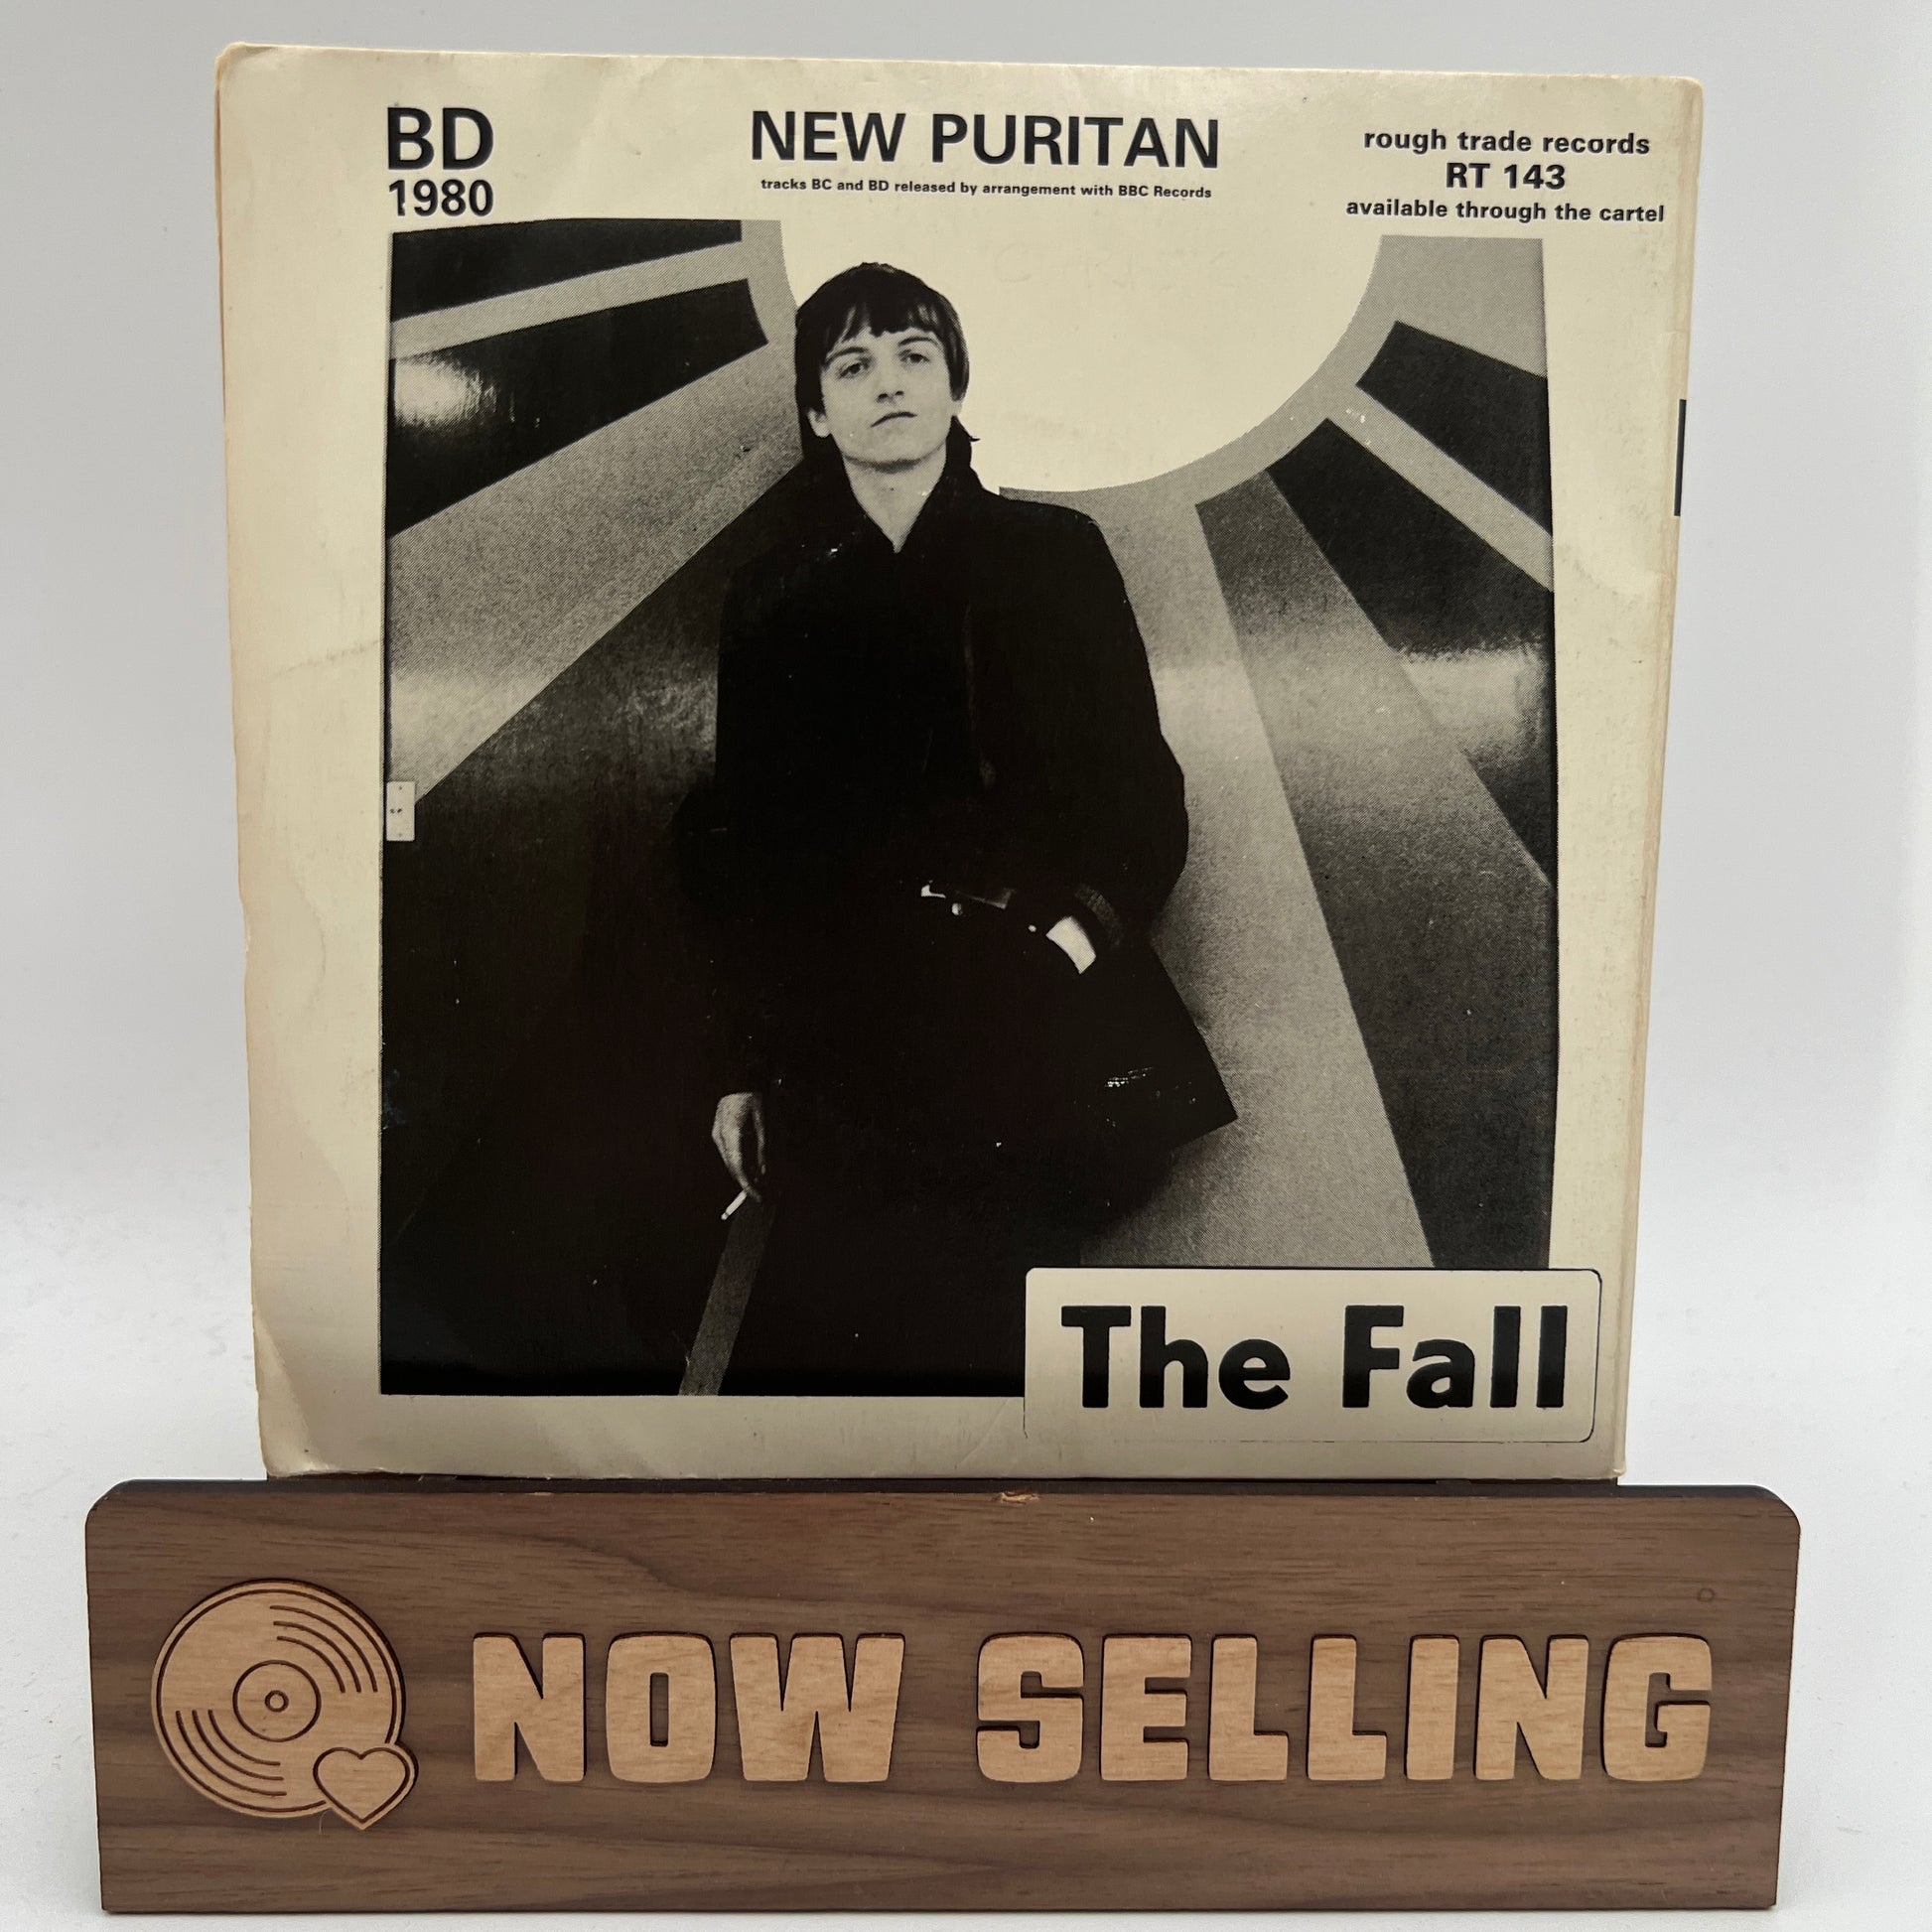 BD
1980
NEW PURITAN
tracks BC and BD released by arrangement with BBC Records
rough trade records
RT 143
available through the cartel
The Fall
NOW SELLING